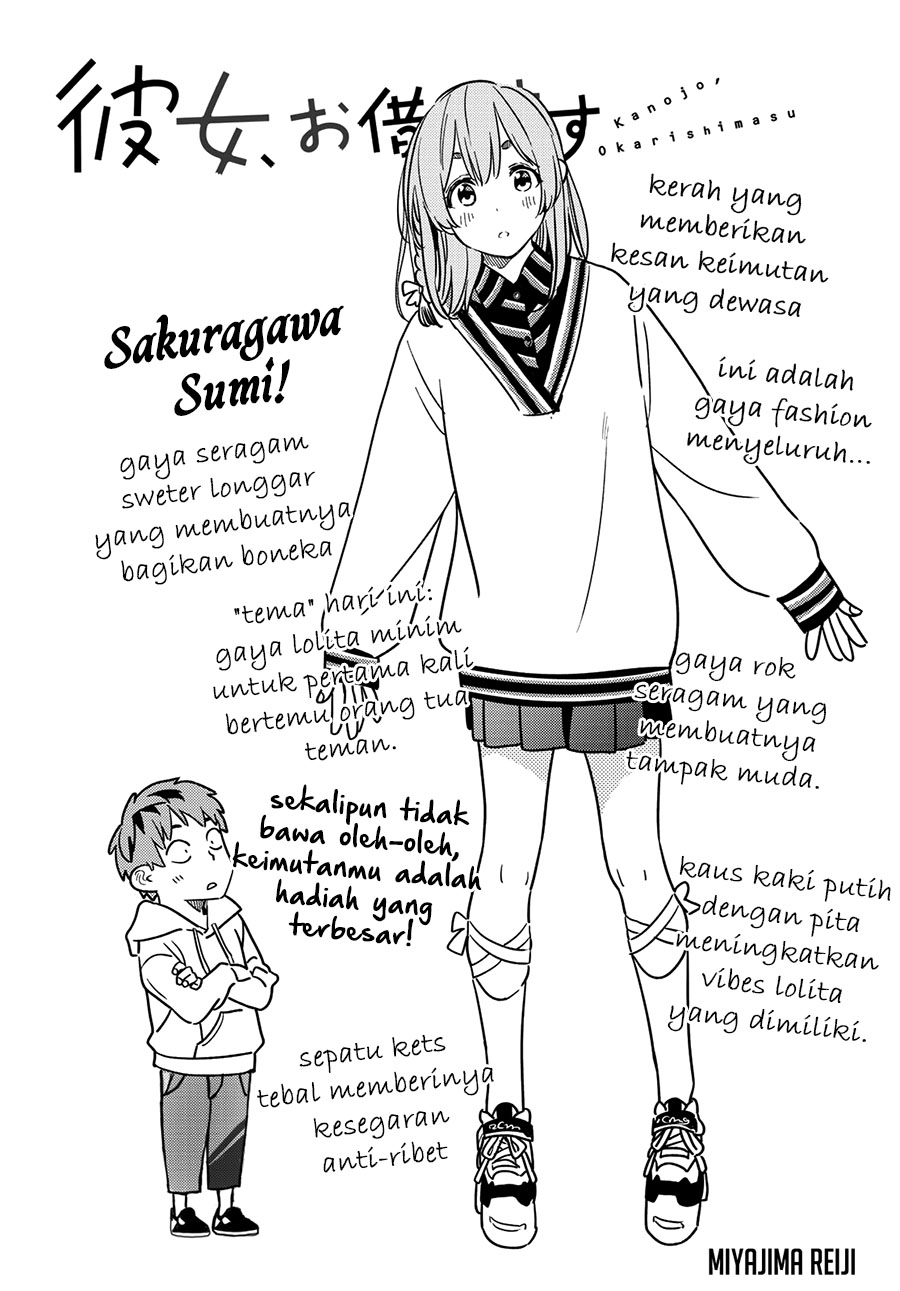 彼女、お借 す
Kanojo,
Okarishimasu
kerah yang
memberikan
kesan keimutan
yang dewasa
Sakuragawa
Sumi!
ini adalah
gaya fashion
menyeluruh...
gaya seragam
sweter longgar
yang membuatnya
bagikan boneka
"tema" hari ini:
gaya lolita minim
untuk pertama kali
bertemu orang tua
teman.
gaya rok
seragam yang
membuatnya
tampak muda.
sekalipun tidak
bawa oleh-oleh,
keimutanmu adalah
hadiah yang
terbesar!
kaus kaki putih
dengan pita
meningkatkan
vibes lolita
yang dimiliki.
sepatu kets
tebal memberinya
kesegaran
anti-ribet
MIYAJIMA REIJI